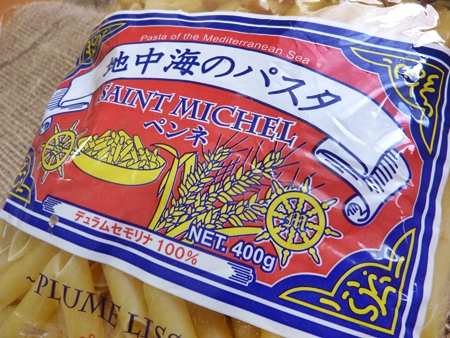 Pasta of the Mediterranean Sea
地中海のパスタ
SAINT MICHEL
ペンネ
M
デュラムセモリナ 100%
NET. 400g
~PLUME LISS